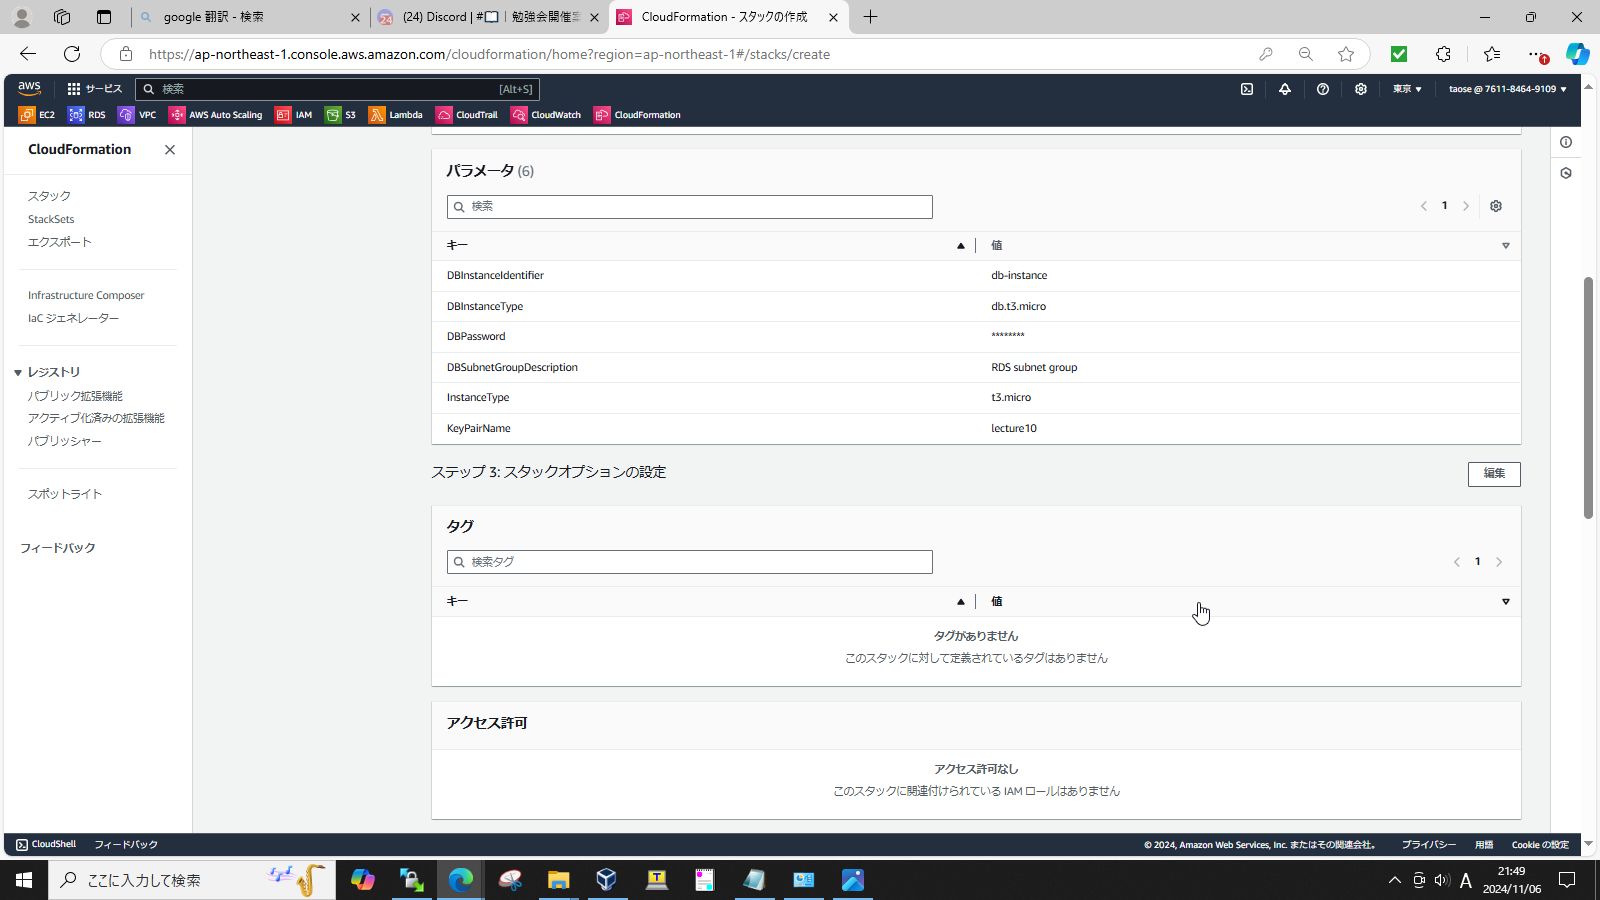 google 翻訳 - 検索
24
(24) Discord | #📖｜勉強会開催案
CloudFormation - スタックの作成
https://ap-northeast-1.console.aws.amazon.com/cloudformation/home?region=ap-northeast-1#/stacks/create
aws
サービス
検索
[Alt+S]
東京 ▼
taose @ 7611-8464-9109 ▼
EC2
RDS
VPC
AWS Auto Scaling
IAM
S3
Lambda
CloudTrail
CloudWatch
CloudFormation
CloudFormation
スタック
StackSets
エクスポート
Infrastructure Composer
IaC ジェネレーター
レジストリ
パブリック拡張機能
アクティブ化済みの拡張機能
パブリッシャー
スポットライト
フィードバック
パラメータ (6)
検索
1
キー 値
DBInstanceIdentifier db-instance
DBInstanceType db.t3.micro
DBPassword ********
DBSubnetGroupDescription RDS subnet group
InstanceType t3.micro
KeyPairName lecture10
ステップ 3: スタックオプションの設定
編集
タグ
検索タグ
1
キー 値
タグがありません
このスタックに対して定義されているタグはありません
アクセス許可
アクセス許可なし
このスタックに関連付けられている IAM ロールはありません
CloudShell フィードバック
© 2024, Amazon Web Services, Inc. またはその関連会社。 プライバシー 用語 Cookie の設定
ここに入力して検索
T
A
21:49
2024/11/06